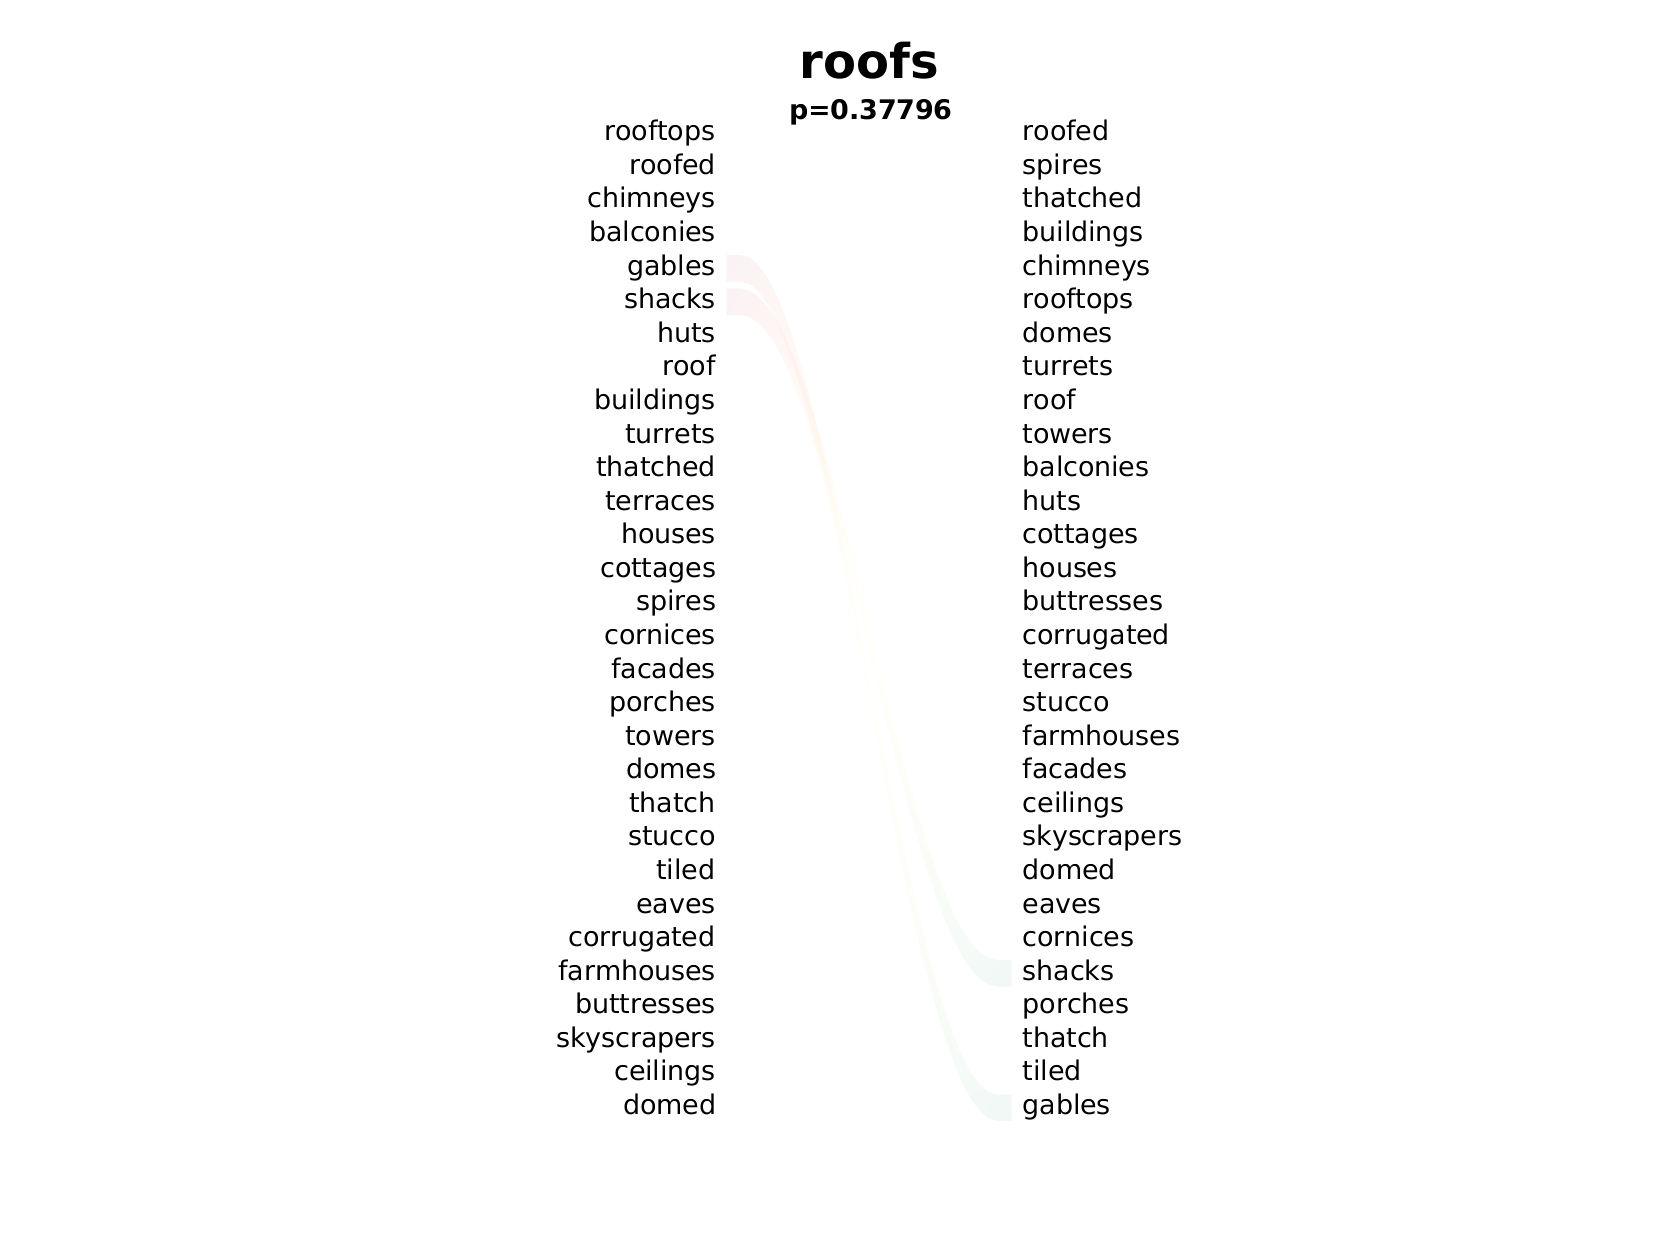 roofs
p=0.37796
rooftops
roofed
chimneys
balconies
gables
shacks
huts
roof
buildings
turrets
thatched
terraces
houses
cottages
spires
cornices
facades
porches
towers
domes
thatch
stucco
tiled
eaves
corrugated
farmhouses
buttresses
skyscrapers
ceilings
domed
roofed
spires
thatched
buildings
chimneys
rooftops
domes
turrets
roof
towers
balconies
huts
cottages
houses
buttresses
corrugated
terraces
stucco
farmhouses
facades
ceilings
skyscrapers
domed
eaves
cornices
shacks
porches
thatch
tiled
gables